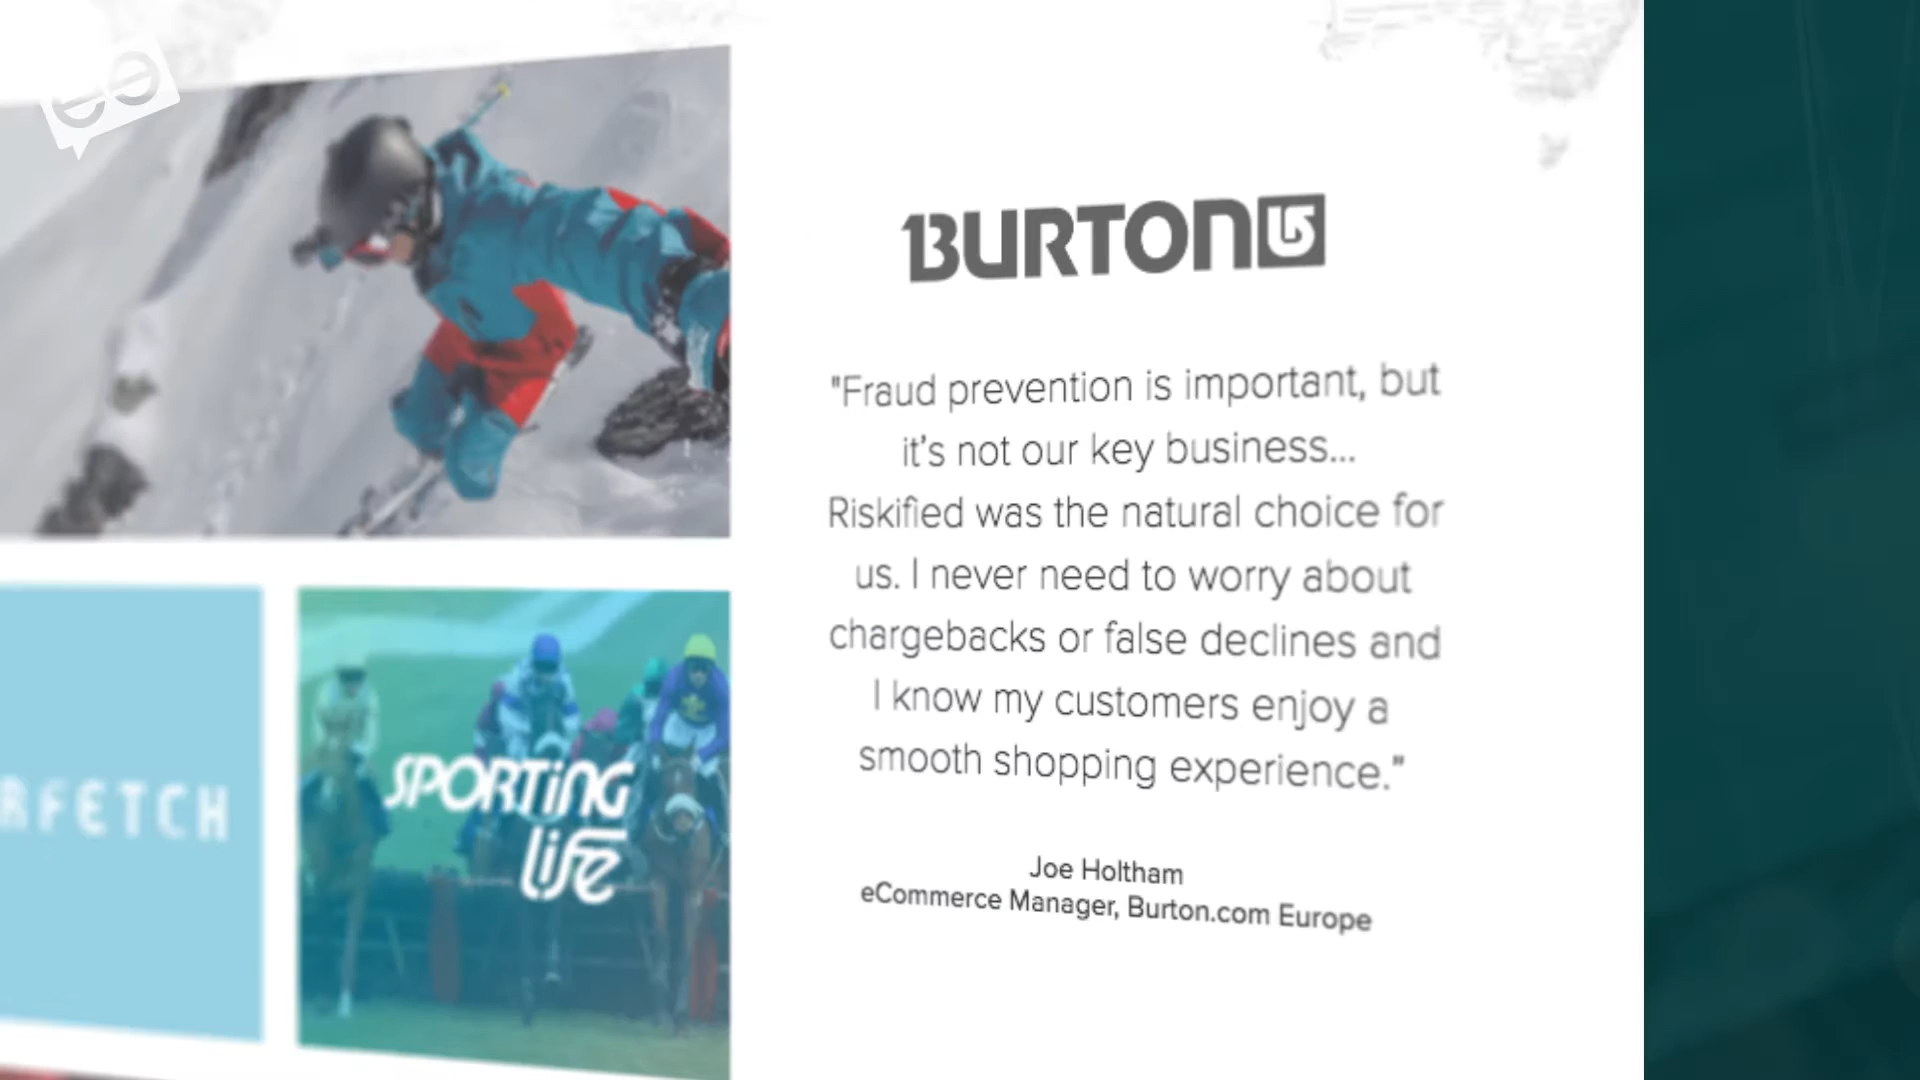 BURTON
"Fraud prevention is important, but
it's not our key business...
Riskified was the natural choice for
us. I never need to worry about
chargebacks or false declines and
I know my customers enjoy a
smooth shopping experience."
Joe Holtham
eCommerce Manager, Burton.com Europe
RFETCH
SPORTING
life